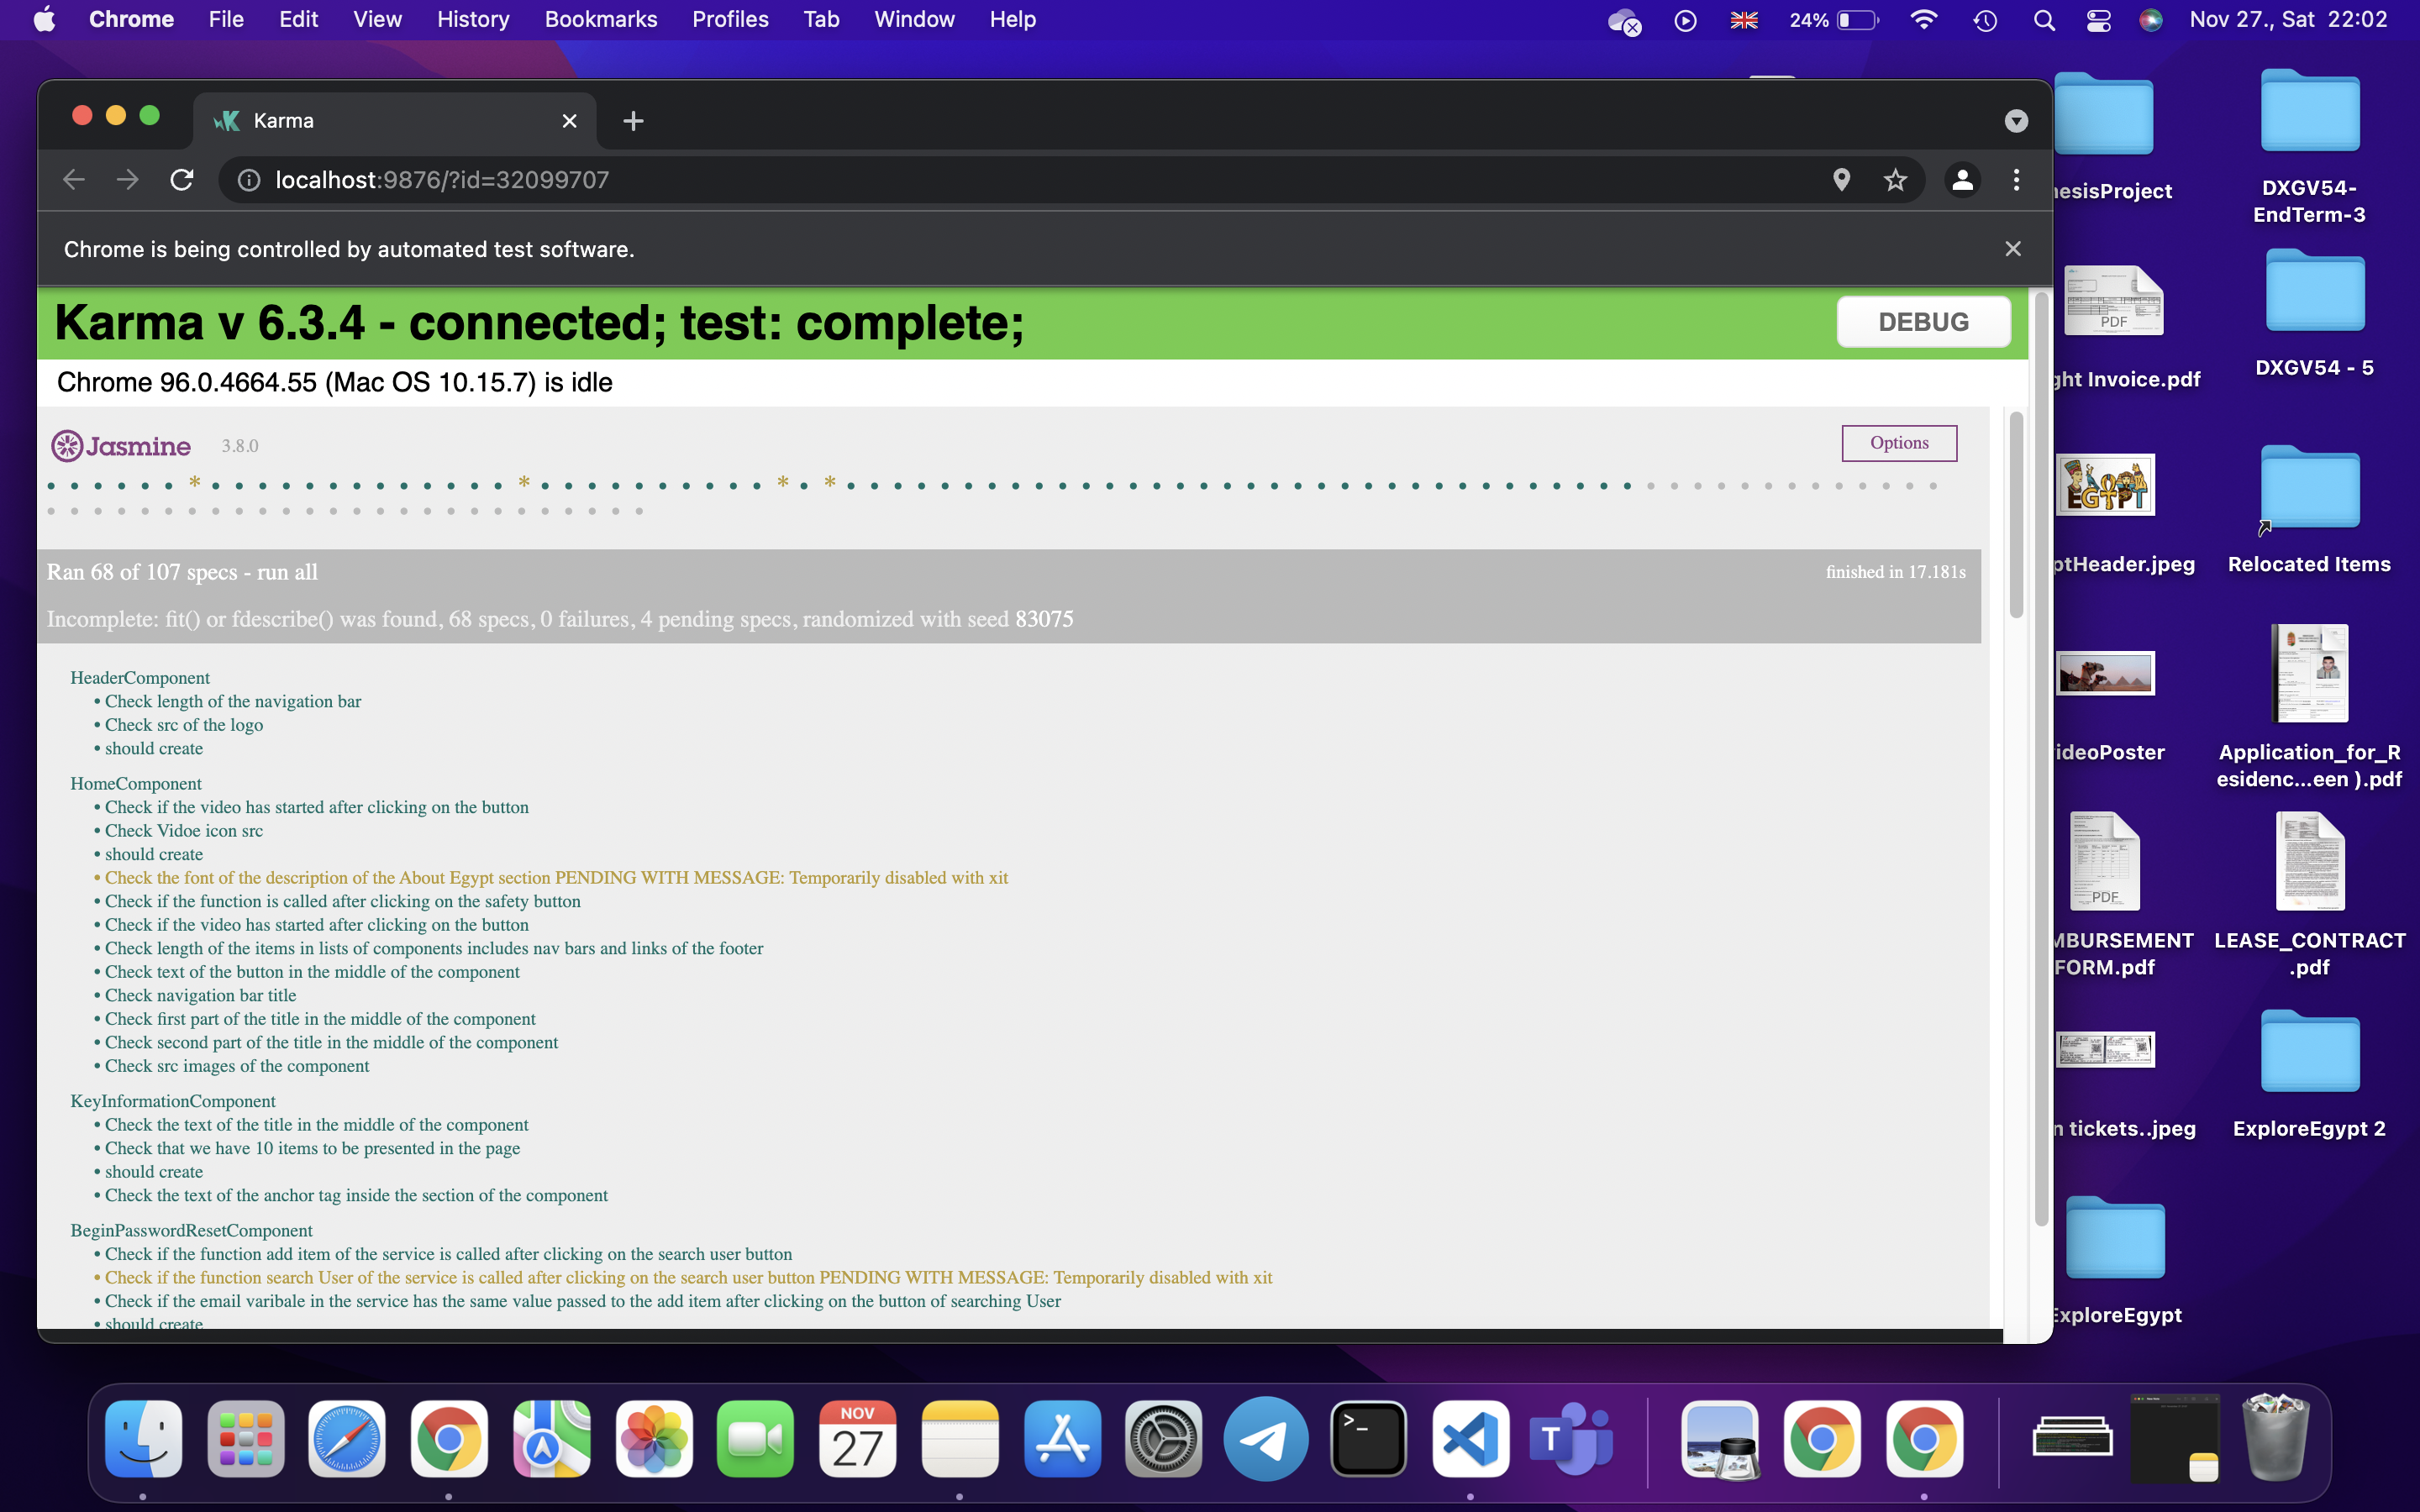 Chrome File Edit View History Bookmarks Profiles Tab Window Help 24% Nov 27., Sat 22:02
Karma
localhost:9876/?id=32099707
Chrome is being controlled by automated test software.
Karma v 6.3.4 - connected; test: complete;
DEBUG
Chrome 96.0.4664.55 (Mac OS 10.15.7) is idle
Jasmine 3.8.0
Options
Ran 68 of 107 specs - run all
finished in 17.181s
Incomplete: fit() or fdescribe() was found, 68 specs, 0 failures, 4 pending specs, randomized with seed 83075
HeaderComponent
• Check length of the navigation bar
• Check src of the logo
• should create
HomeComponent
• Check if the video has started after clicking on the button
• Check Vidoe icon src
• should create
• Check the font of the description of the About Egypt section PENDING WITH MESSAGE: Temporarily disabled with xit
• Check if the function is called after clicking on the safety button
• Check if the video has started after clicking on the button
• Check length of the items in lists of components includes nav bars and links of the footer
• Check text of the button in the middle of the component
• Check navigation bar title
• Check first part of the title in the middle of the component
• Check second part of the title in the middle of the component
• Check src images of the component
KeyInformationComponent
• Check the text of the title in the middle of the component
• Check that we have 10 items to be presented in the page
• should create
• Check the text of the anchor tag inside the section of the component
BeginPasswordResetComponent
• Check if the function add item of the service is called after clicking on the search user button
• Check if the function search User of the service is called after clicking on the search user button PENDING WITH MESSAGE: Temporarily disabled with xit
• Check if the email varibale in the service has the same value passed to the add item after clicking on the button of searching User
• should create
esisProject
DXGV54-
EndTerm-3
PDF
ght Invoice.pdf
DXGV54 - 5
EGYPT
ptHeader.jpeg
Relocated Items
ideoPoster
Application_for_R
esidenc...een ).pdf
PDF
MBURSEMENT
FORM.pdf
LEASE_CONTRACT
.pdf
n tickets..jpeg
ExploreEgypt 2
ExploreEgypt
NOV
27
T